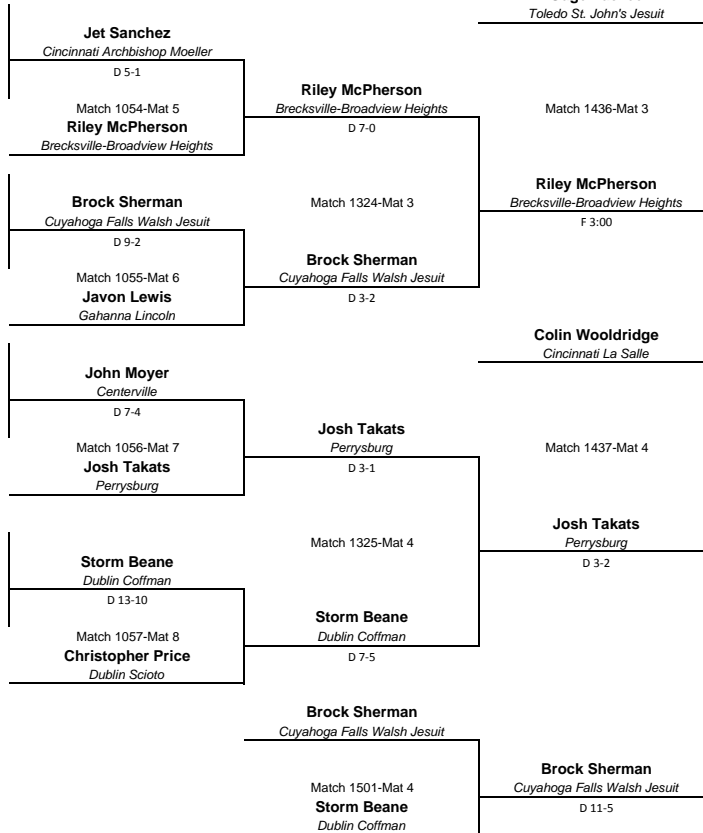 Toledo St. John's Jesuit
Jet Sanchez
Cincinnati Archbishop Moeller
D 5-1
Match 1054-Mat 5
Riley McPherson
Brecksville-Broadview Heights
Riley McPherson
Brecksville-Broadview Heights
D 7-0
Match 1436-Mat 3
Brock Sherman
Cuyahoga Falls Walsh Jesuit
D 9-2
Match 1055-Mat 6
Javon Lewis
Gahanna Lincoln
Match 1324-Mat 3
Brock Sherman
Cuyahoga Falls Walsh Jesuit
D 3-2
Riley McPherson
Brecksville-Broadview Heights
F 3:00
Colin Wooldridge
Cincinnati La Salle
John Moyer
Centerville
D 7-4
Match 1056-Mat 7
Josh Takats
Perrysburg
Josh Takats
Perrysburg
D 3-1
Match 1437-Mat 4
Storm Beane
Dublin Coffman
D 13-10
Match 1057-Mat 8
Christopher Price
Dublin Scioto
Match 1325-Mat 4
Storm Beane
Dublin Coffman
D 7-5
Josh Takats
Perrysburg
D 3-2
Brock Sherman
Cuyahoga Falls Walsh Jesuit
Match 1501-Mat 4
Storm Beane
Dublin Coffman
Brock Sherman
Cuyahoga Falls Walsh Jesuit
D 11-5